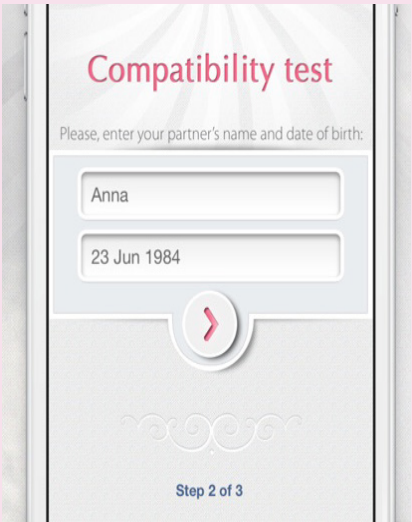 Compatibility test
Please, enter your partner's name and date of birth:
Anna
23 Jun 1984
Step 2 of 3